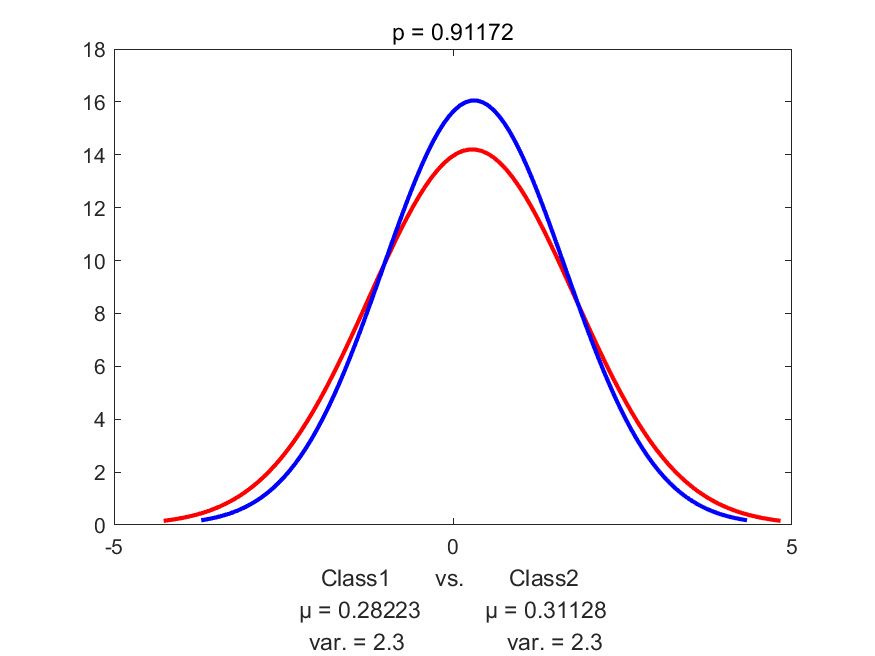 p = 0.91172
18
16
14
12
10
8
6
4
2
0
-5 0 5
Class1 vs. Class2
μ = 0.28223 μ = 0.31128
var. = 2.3 var. = 2.3